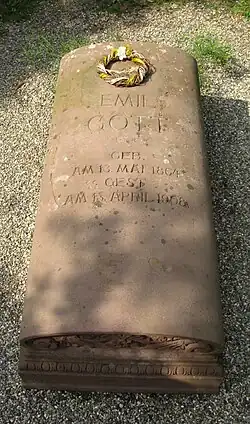 EMIL
GÖTT
GEB.
AM 13. MAI 1864
GEST
AM 13. APRIL 1908